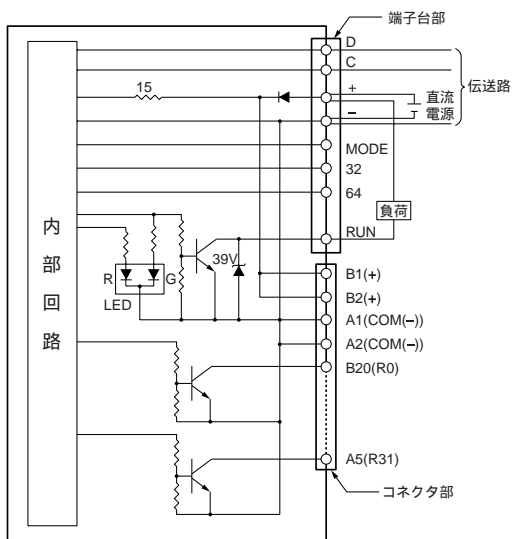 端子台部
D
C
+
−
直流
電源
伝送路
15
MODE
32
64
負荷
RUN
内部回路
R
G
LED
39V
B1(+)
B2(+)
A1(COM(−))
A2(COM(−))
B20(R0)
A5(R31)
コネクタ部